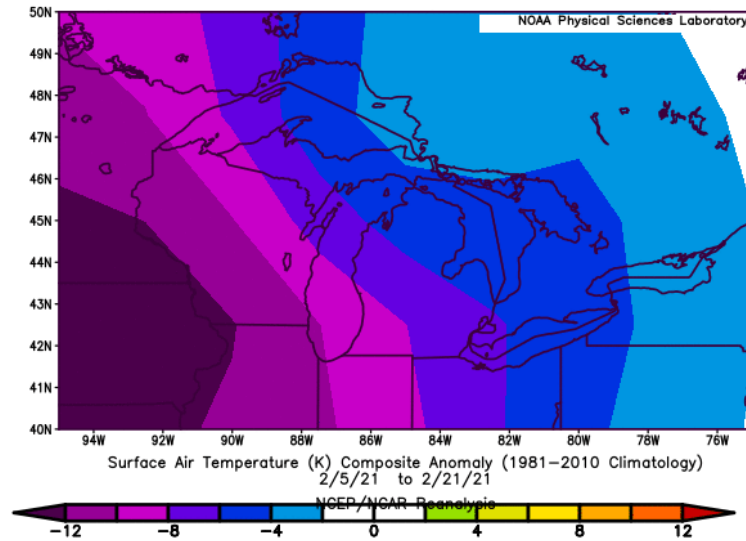 NOAA Physical Sciences Laboratory
50N
49N
48N
47N
46N
45N
44N
43N
42N
41N
40N
94W 92W 90W 88W 86W 84W 82W 80W 78W 76W
Surface Air Temperature (K) Composite Anomaly (1981-2010 Climatology)
2/5/21 to 2/21/21
NCEP/NCAR Reanalysis
-12 -8 -4 0 4 8 12